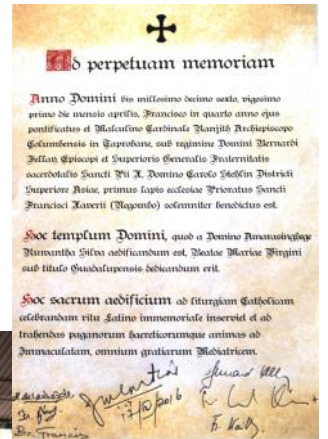 Ad perpetuam memoriam
Anno Domini bis millesimo decimo sexto, vigesimo
primo die mensis aprilis, Francisco in quarto anno ejus
pontificatus et Malcolmo Cardinale Ranjith Archiepiscopo
Columbensis in Taprobane, sub regimine Domini Bernardi
Fellay, Episcopi et Superioris Generalis Fraternitatis
sacerdotalis Sancti Pii X, Domino Carolo Stehlin Districti
Superiore Asiae, primus lapis ecclesiae Prioratus Sancti
Francisci Xaverii (Negombo) solemniter benedictus est.
Hoc templum Domini, quod a Domino Amarasinghage
Rumantha Silva aedificandum est, Beatae Mariae Virgini
sub titulo Guadalupensis dedicandum erit.
Hoc sacrum aedificium ad liturgiam Catholicam
celebrandam ritu Latino immemoriale inserviet et ad
trahendas paganorum haereticorumque animas ad
Immaculatam, omnium gratiarum Mediatricem.
2016
Bro. Francis